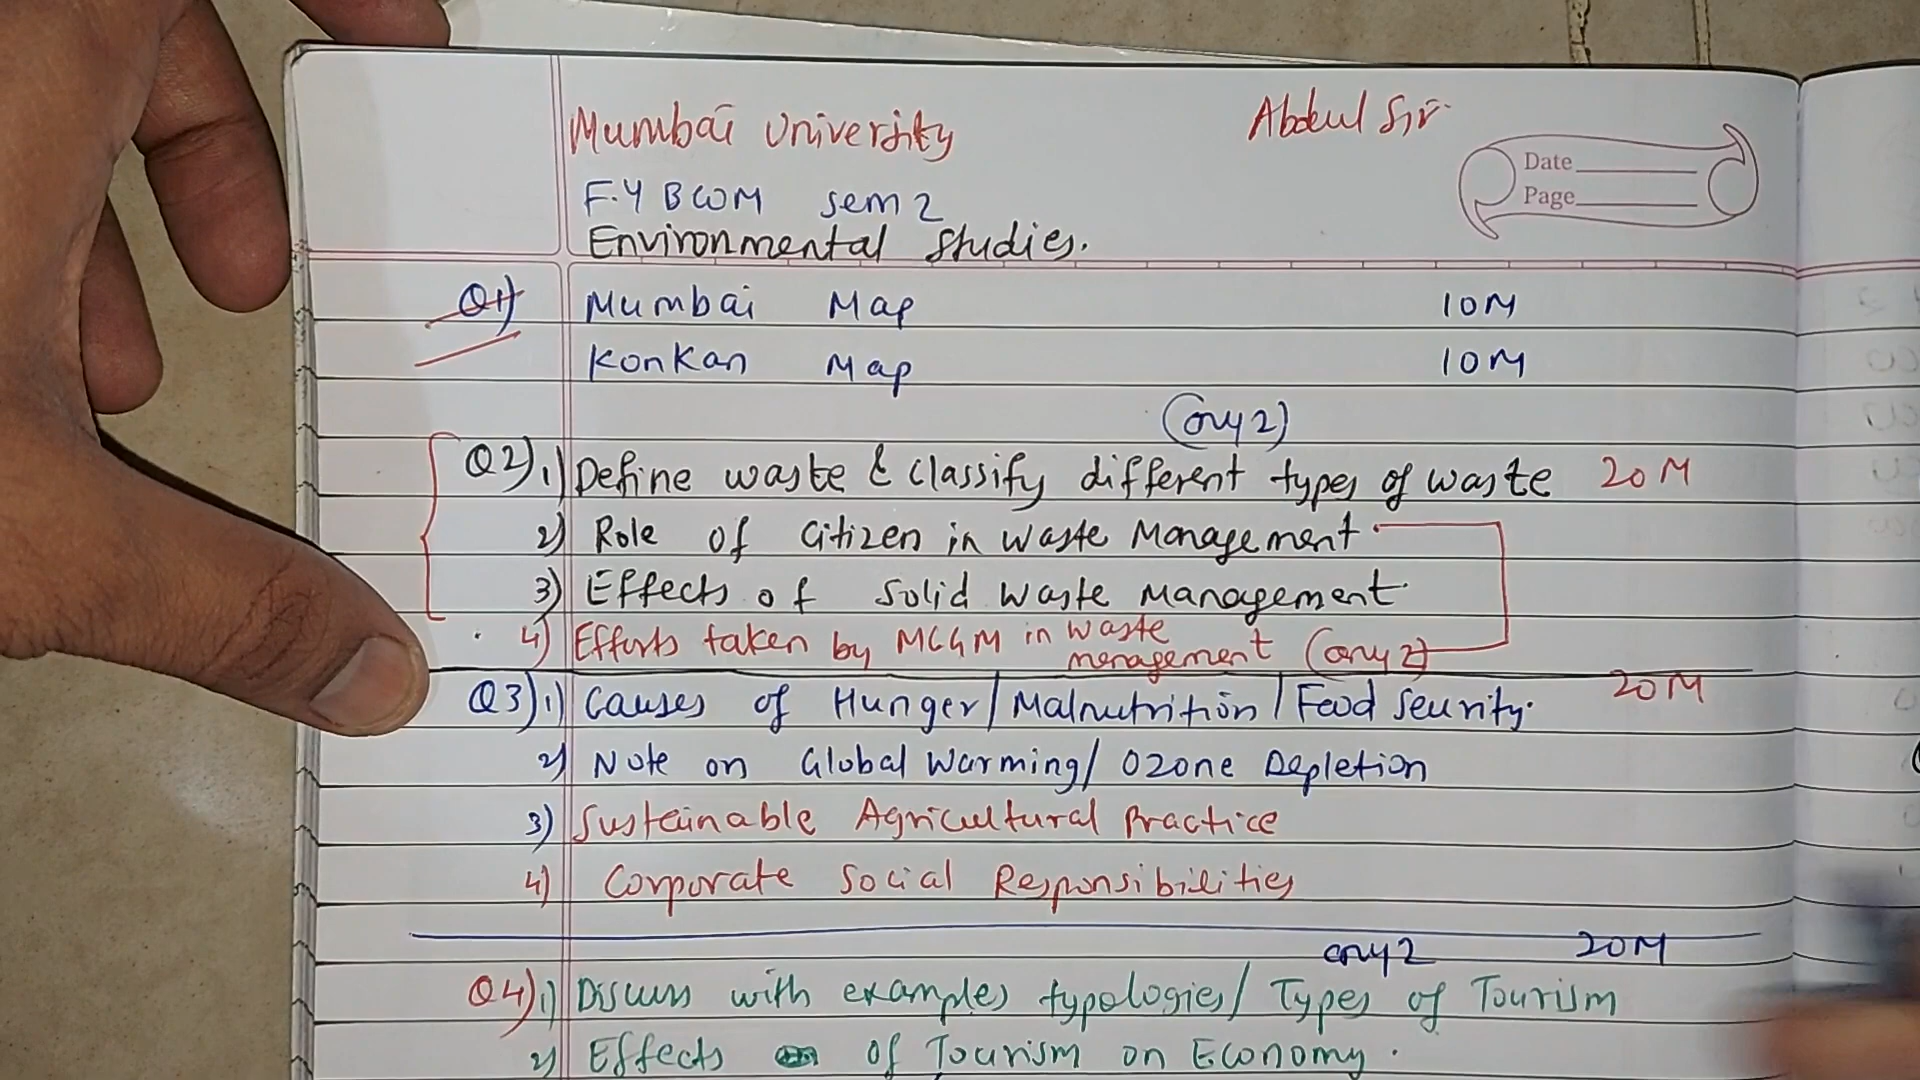 Mumbai University
Abdul Sir
Date
Page
F.Y BCOM sem 2
Environmental Studies.
Q1) Mumbai Map 10M
Konkan Map 10M
(any 2)
Q2) 1) Define waste & classify different types of waste 20M
2) Role of Citizen in Waste Management
3) Effects of Solid Waste Management
4) Efforts taken by MCGM in waste
management (any 2)
Q3) 1) Causes of Hunger/Malnutrition/Food Seurity. 20M
2) Note on Global Warming/ Ozone Depletion
3) Sustainable Agricultural Practice
4) Corporate Social Responsibilities
any 2 20M
Q4) 1) Discuss with examples typologies/ Types of Tourism
2) Effects of Tourism on Economy.